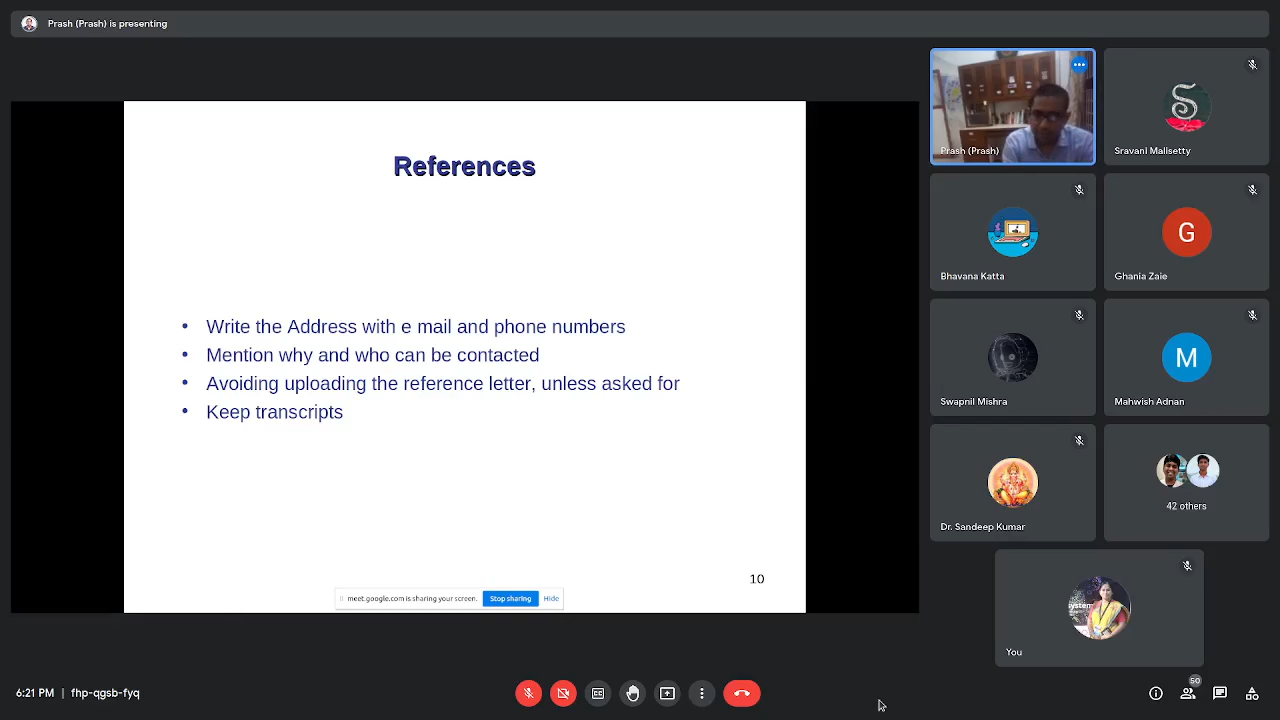 Prash (Prash) is presenting
References
• Write the Address with e mail and phone numbers
• Mention why and who can be contacted
• Avoiding uploading the reference letter, unless asked for
• Keep transcripts
10
meet.google.com is sharing your screen.
Stop sharing
Hide
Prash (Prash)
S
Sravani Malisetty
Bhavana Katta
G
Ghania Zaie
Swapnil Mishra
M
Mahwish Adnan
Dr. Sandeep Kumar
42 others
system
You
6:21 PM | fhp-qgsb-fyq
50